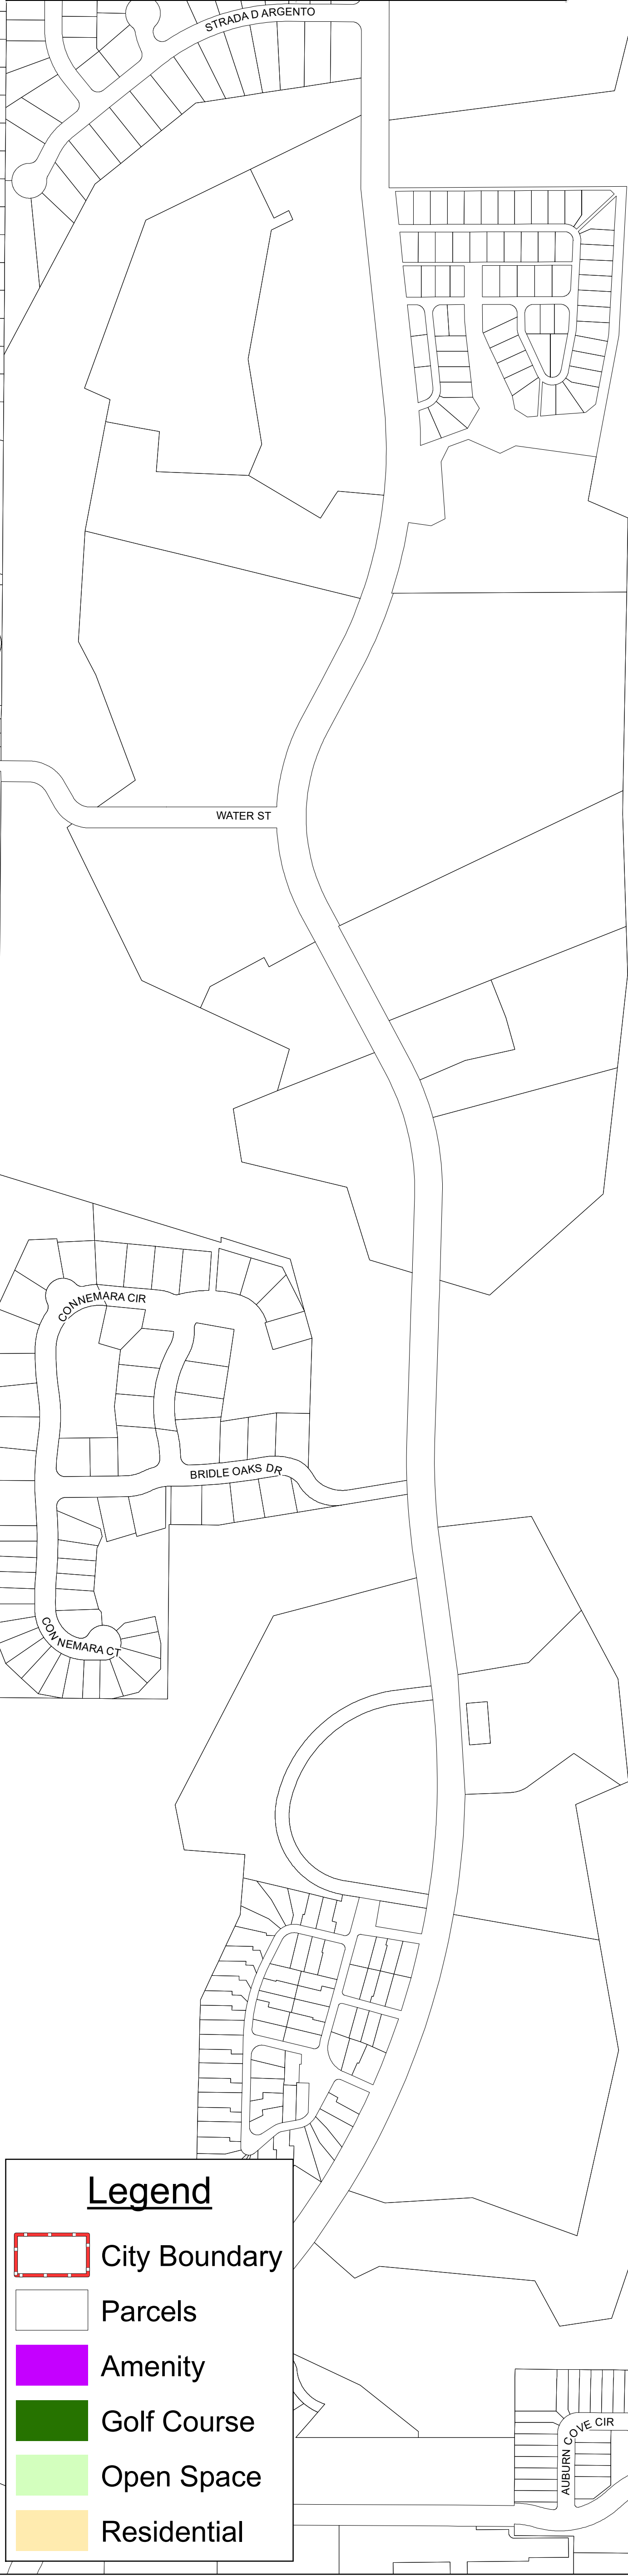 STRADA D ARGENTO
WATER ST
CONNEMARA CIR
BRIDLE OAKS DR
CONNEMARA CT
Legend
City Boundary
Parcels
Amenity
Golf Course
Open Space
Residential
AUBURN COVE CIR